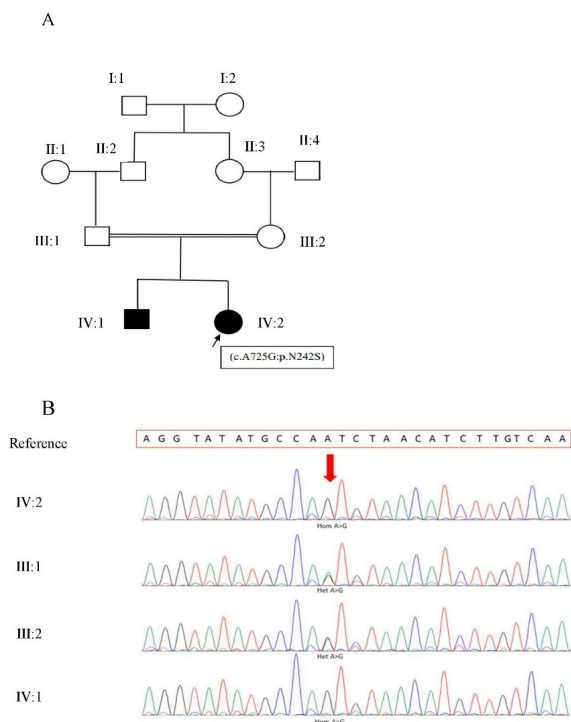 A
I:1
I:2
II:1
II:2
II:3
II:4
III:1
III:2
IV:1
IV:2
(c.A725G:p.N242S)
B
Reference
A G G T A T A T G C C A A T C T A A C A T C T T G T C A A
IV:2
Hom A>G
III:1
Het A>G
III:2
Het A>G
IV:1
Hom A>G